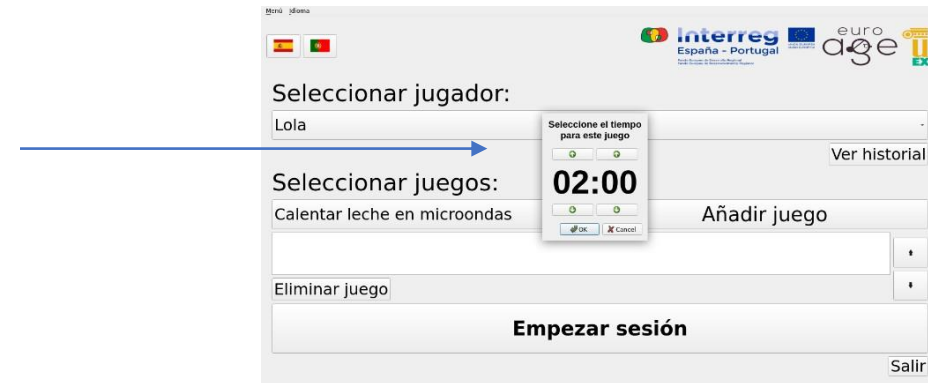 Menú Idioma
Interreg
España - Portugal
euro
age
EX
Seleccionar jugador:
Lola
Seleccione el tiempo
para este juego
Ver historial
02:00
Seleccionar juegos:
Calentar leche en microondas
Añadir juego
OK Cancel
Eliminar juego
Empezar sesión
Salir